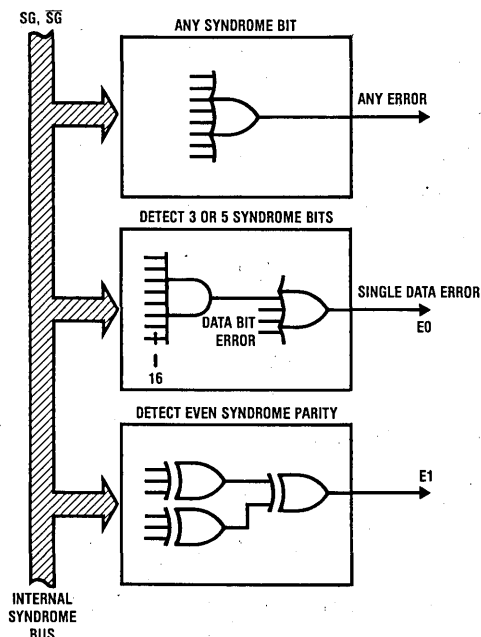 SG, S̅G̅
ANY SYNDROME BIT
ANY ERROR
DETECT 3 OR 5 SYNDROME BITS
SINGLE DATA ERROR
E0
DATA BIT
ERROR
16
DETECT EVEN SYNDROME PARITY
E1
INTERNAL
SYNDROME
BUS